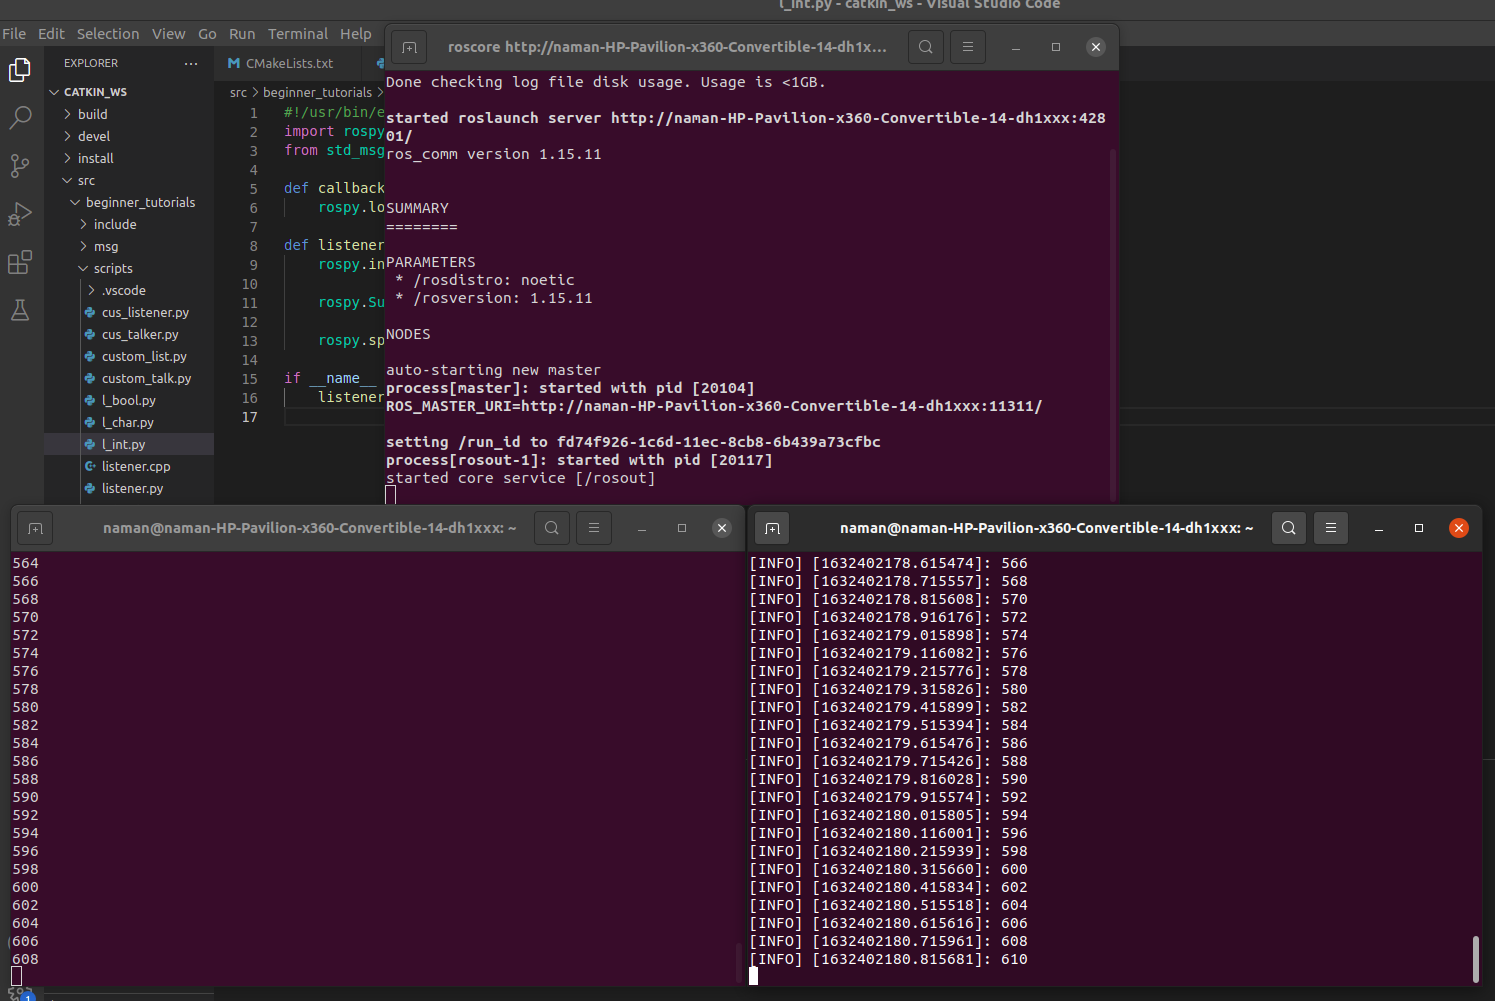 l_int.py - catkin_ws - Visual Studio Code
File Edit Selection View Go Run Terminal Help
EXPLORER ...
CATKIN_WS
build
devel
install
src
beginner_tutorials
include
msg
scripts
.vscode
cus_listener.py
cus_talker.py
custom_list.py
custom_talk.py
l_bool.py
l_char.py
l_int.py
listener.cpp
listener.py
1
CMakeLists.txt
src > beginner_tutorials >
1 #!/usr/bin/e
2 import rospy
3 from std_msg
4
5 def callback
6 rospy.lo
7
8 def listener
9 rospy.in
10
11 rospy.Su
12
13 rospy.sp
14
15 if __name__
16 listener
17
roscore http://naman-HP-Pavilion-x360-Convertible-14-dh1x...
Done checking log file disk usage. Usage is <1GB.
started roslaunch server http://naman-HP-Pavilion-x360-Convertible-14-dh1xxx:428
01/
ros_comm version 1.15.11
SUMMARY
========
PARAMETERS
* /rosdistro: noetic
* /rosversion: 1.15.11
NODES
auto-starting new master
process[master]: started with pid [20104]
ROS_MASTER_URI=http://naman-HP-Pavilion-x360-Convertible-14-dh1xxx:11311/
setting /run_id to fd74f926-1c6d-11ec-8cb8-6b439a73cfbc
process[rosout-1]: started with pid [20117]
started core service [/rosout]
naman@naman-HP-Pavilion-x360-Convertible-14-dh1xxx: ~
564
566
568
570
572
574
576
578
580
582
584
586
588
590
592
594
596
598
600
602
604
606
608
naman@naman-HP-Pavilion-x360-Convertible-14-dh1xxx: ~
[INFO] [1632402178.615474]: 566
[INFO] [1632402178.715557]: 568
[INFO] [1632402178.815608]: 570
[INFO] [1632402178.916176]: 572
[INFO] [1632402179.015898]: 574
[INFO] [1632402179.116082]: 576
[INFO] [1632402179.215776]: 578
[INFO] [1632402179.315826]: 580
[INFO] [1632402179.415899]: 582
[INFO] [1632402179.515394]: 584
[INFO] [1632402179.615476]: 586
[INFO] [1632402179.715426]: 588
[INFO] [1632402179.816028]: 590
[INFO] [1632402179.915574]: 592
[INFO] [1632402180.015805]: 594
[INFO] [1632402180.116001]: 596
[INFO] [1632402180.215939]: 598
[INFO] [1632402180.315660]: 600
[INFO] [1632402180.415834]: 602
[INFO] [1632402180.515518]: 604
[INFO] [1632402180.615616]: 606
[INFO] [1632402180.715961]: 608
[INFO] [1632402180.815681]: 610